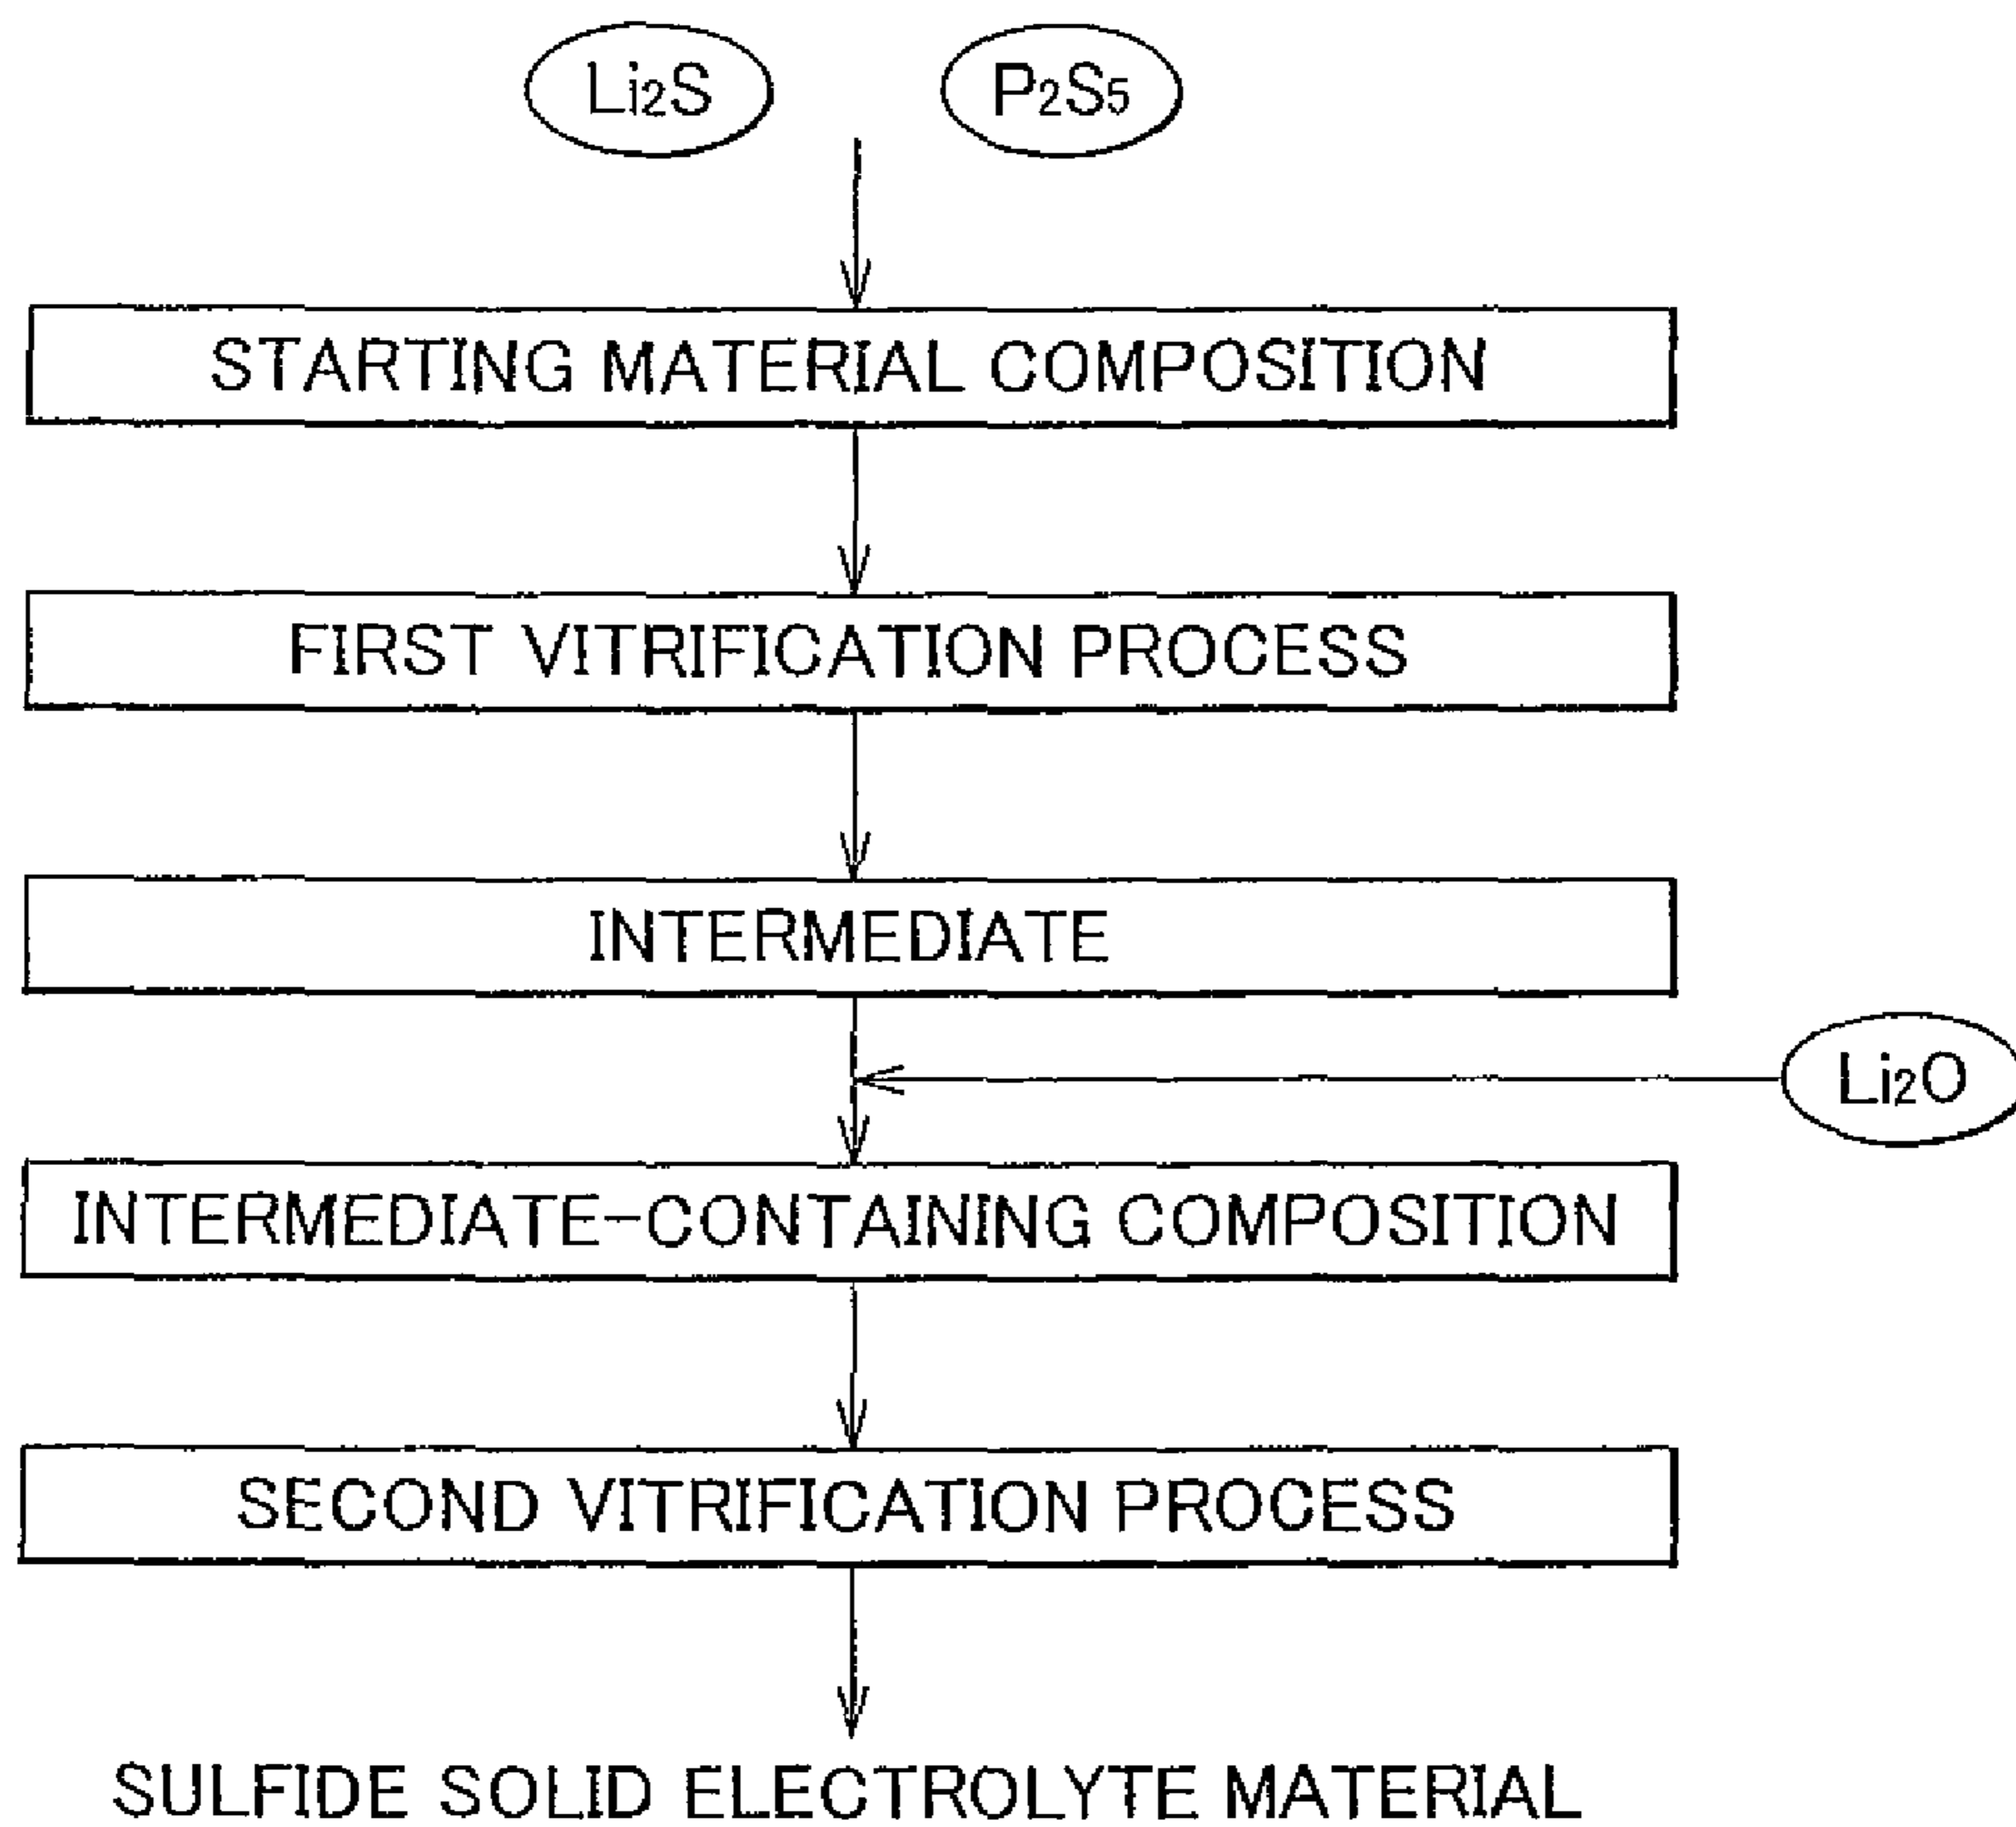 Li₂S P₂S₅
STARTING MATERIAL COMPOSITION
FIRST VITRIFICATION PROCESS
INTERMEDIATE
Li₂O
INTERMEDIATE-CONTAINING COMPOSITION
SECOND VITRIFICATION PROCESS
SULFIDE SOLID ELECTROLYTE MATERIAL